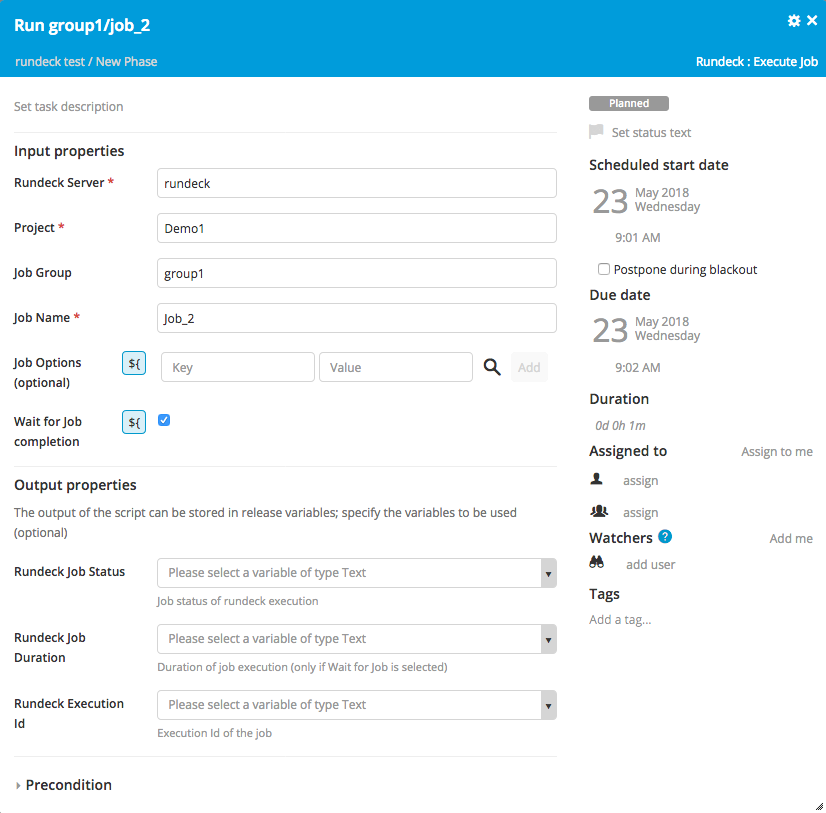 Run group1/job_2
rundeck test / New Phase
Rundeck : Execute Job
Set task description
Input properties
Rundeck Server *
rundeck
Project *
Demo1
Job Group
group1
Job Name *
Job_2
Job Options
(optional)
${
Key
Value
Add
Wait for Job
completion
${
Output properties
The output of the script can be stored in release variables; specify the variables to be used
(optional)
Rundeck Job Status
Please select a variable of type Text
Job status of rundeck execution
Rundeck Job
Duration
Please select a variable of type Text
Duration of job execution (only if Wait for Job is selected)
Rundeck Execution
Id
Please select a variable of type Text
Execution Id of the job
Precondition
Planned
Set status text
Scheduled start date
23
May 2018
Wednesday
9:01 AM
Postpone during blackout
Due date
23
May 2018
Wednesday
9:02 AM
Duration
0d 0h 1m
Assigned to
Assign to me
assign
assign
Watchers ?
Add me
add user
Tags
Add a tag...